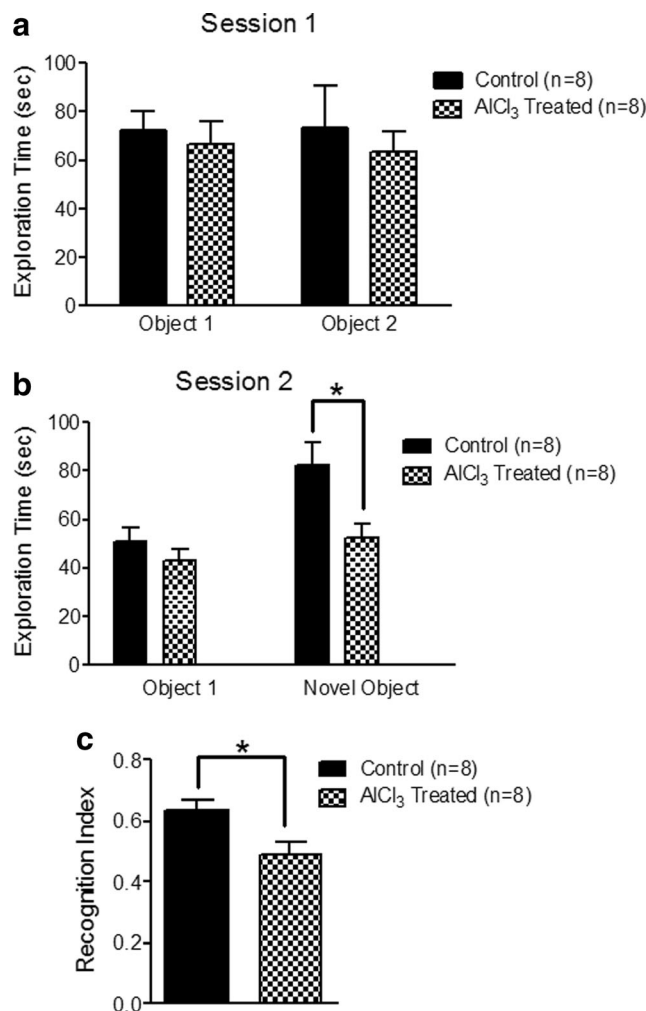 a
Session 1
Exploration Time (sec)
100
80
60
40
20
0
Object 1
Object 2
Control (n=8)
AlCl₃ Treated (n=8)
b
Session 2
*
Exploration Time (sec)
100
80
60
40
20
0
Object 1
Novel Object
Control (n=8)
AlCl₃ Treated (n=8)
c
*
Recognition Index
0.8
0.6
0.4
0.2
0.0
Control (n=8)
AlCl₃ Treated (n=8)